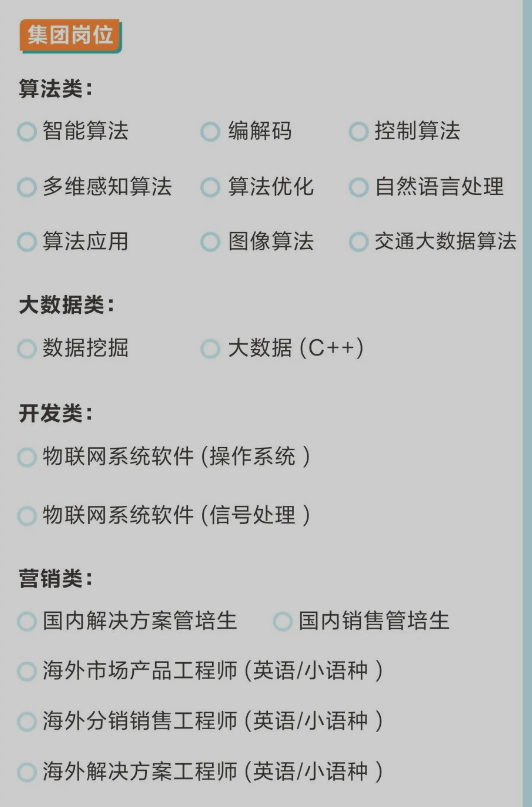 集团岗位
算法类：
智能算法 编解码 控制算法
多维感知算法 算法优化 自然语言处理
算法应用 图像算法 交通大数据算法
大数据类：
数据挖掘 大数据 (C++)
开发类：
物联网系统软件 (操作系统 )
物联网系统软件 (信号处理 )
营销类：
国内解决方案管培生 国内销售管培生
海外市场产品工程师 (英语/小语种 )
海外分销销售工程师 (英语/小语种 )
海外解决方案工程师 (英语/小语种 )